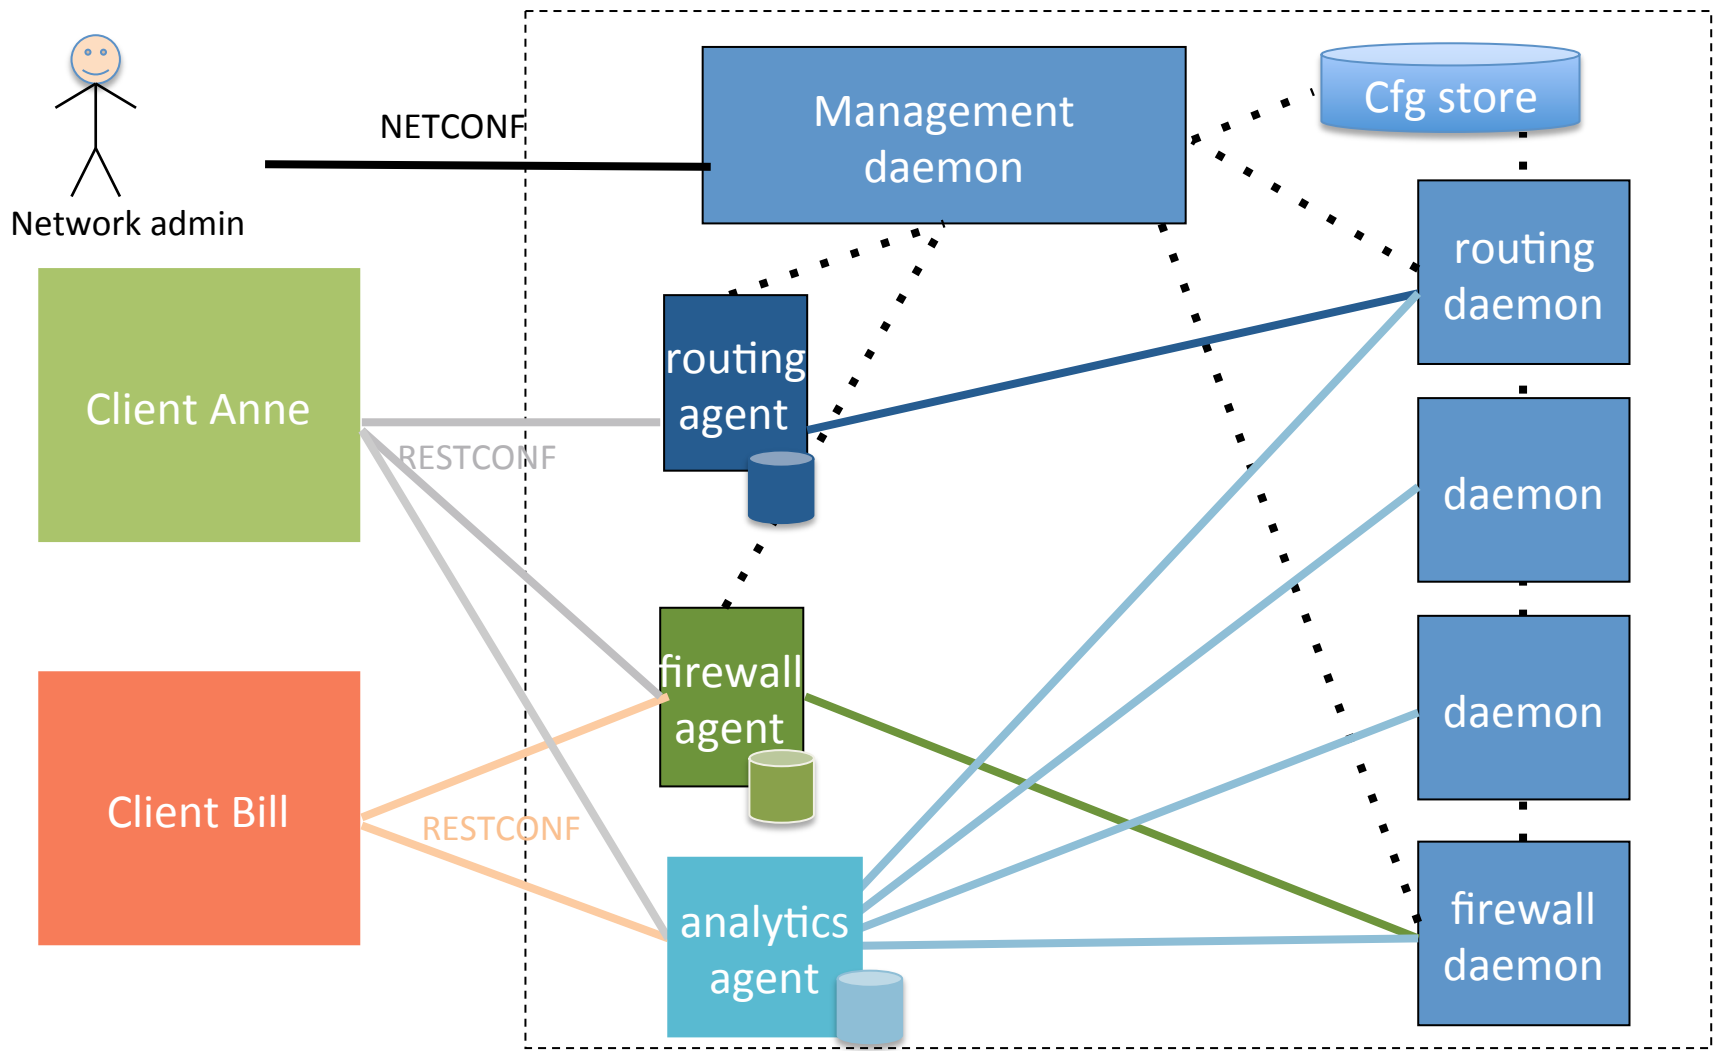 NETCONF
Management
daemon
Cfg store
Network admin
routing
daemon
Client Anne
routing
agent
RESTCONF
daemon
firewall
agent
daemon
Client Bill
RESTCONF
analytics
agent
firewall
daemon